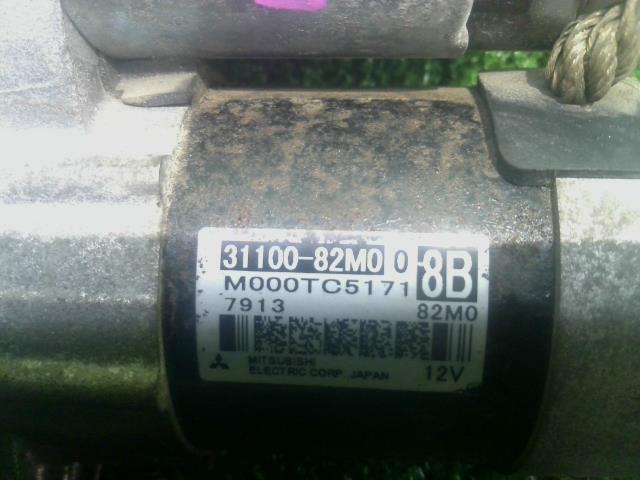 31100-82M0 0 8B
M000TC5171
7913 82M0
MITSUBISHI
ELECTRIC CORP. JAPAN 12V